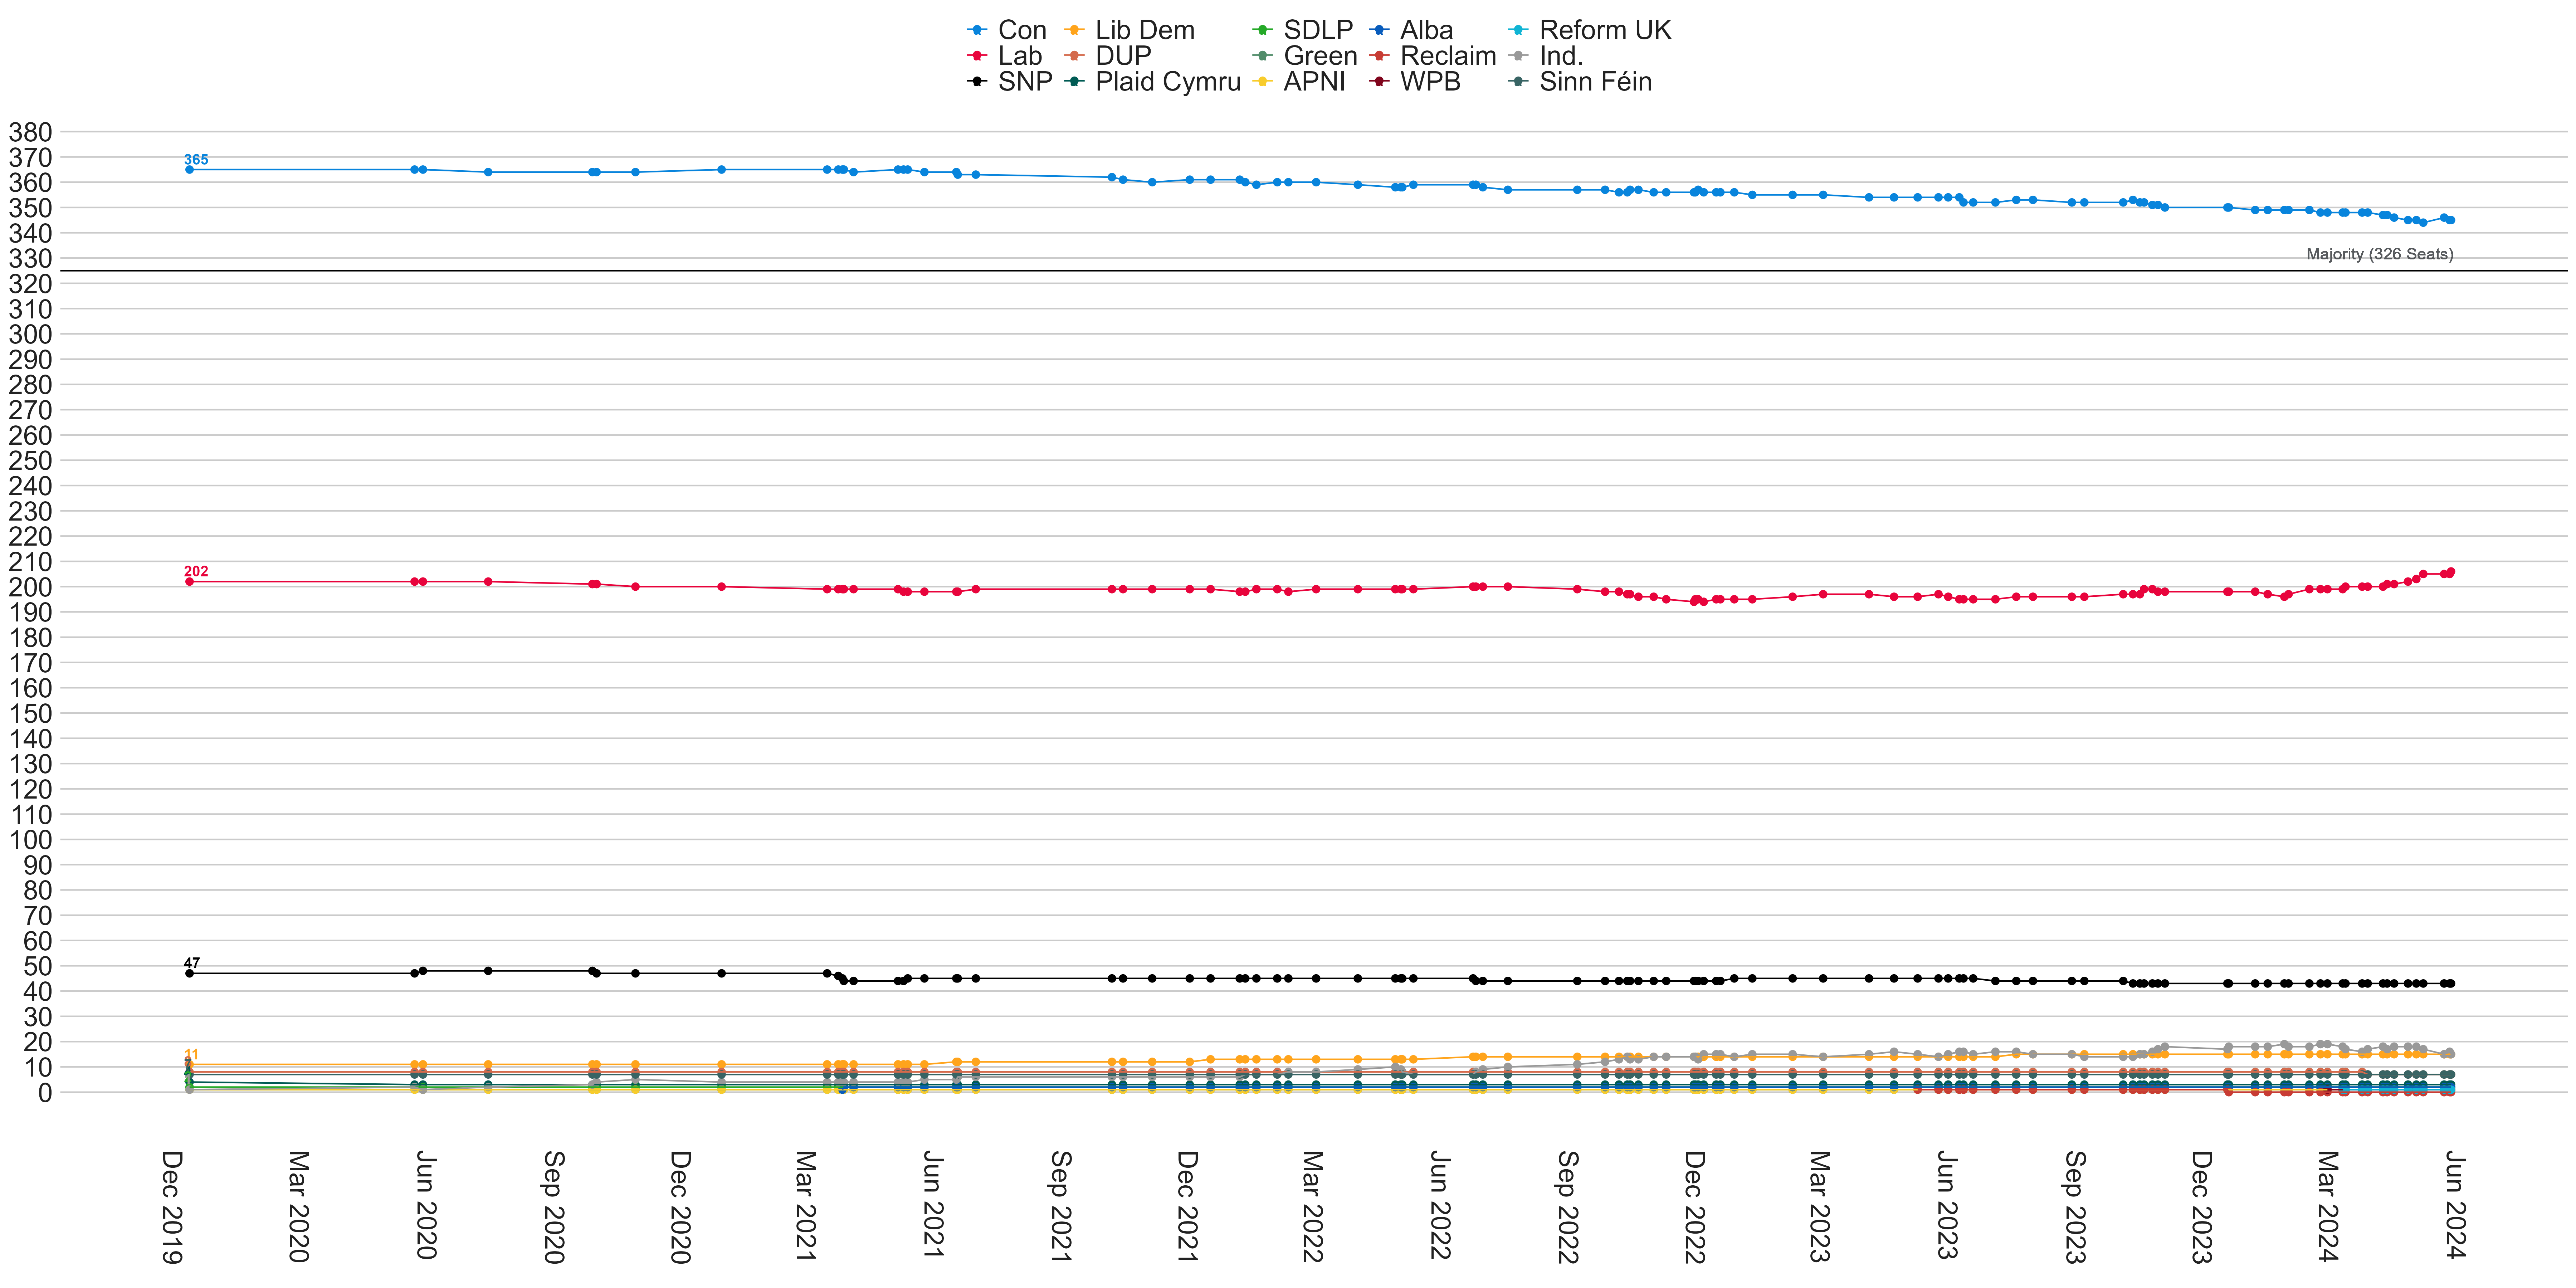 Con Lib Dem SDLP Alba Reform UK
Lab DUP Green Reclaim Ind.
SNP Plaid Cymru APNI WPB Sinn Féin
380
370
365
360
350
340
Majority (326 Seats)
330
320
310
300
290
280
270
260
250
240
230
220
210
202
200
190
180
170
160
150
140
130
120
110
100
90
80
70
60
50
47
40
30
20
11
10
0
Dec 2019
Mar 2020
Jun 2020
Sep 2020
Dec 2020
Mar 2021
Jun 2021
Sep 2021
Dec 2021
Mar 2022
Jun 2022
Sep 2022
Dec 2022
Mar 2023
Jun 2023
Sep 2023
Dec 2023
Mar 2024
Jun 2024